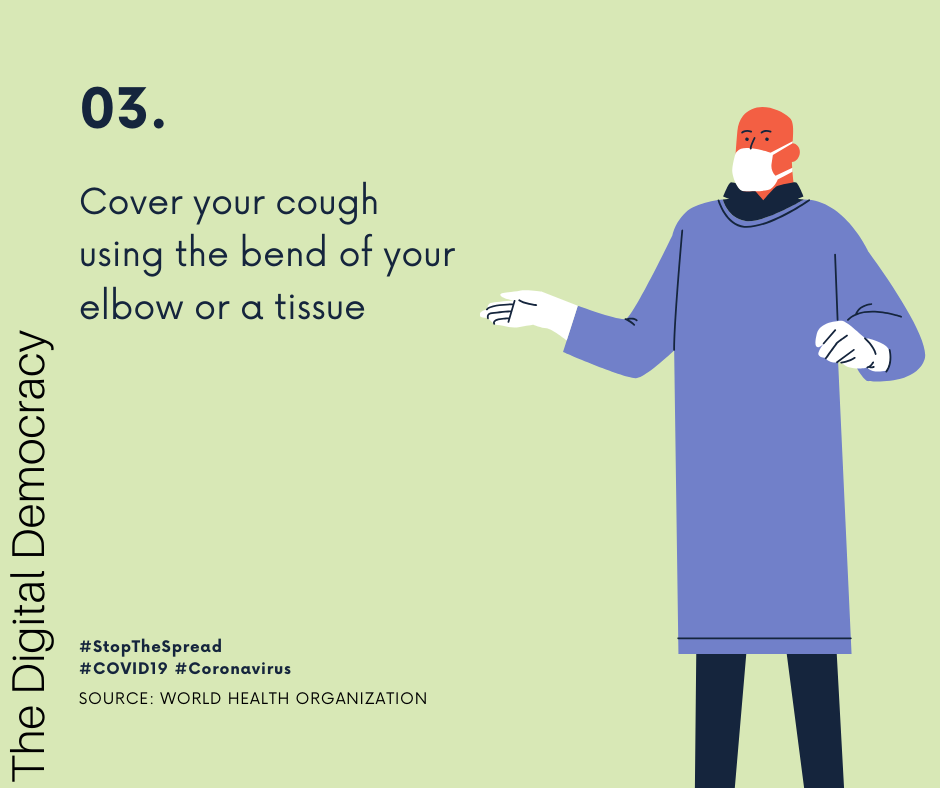 03.
Cover your cough
using the bend of your
elbow or a tissue
The Digital Democracy
#StopTheSpread
#COVID19 #Coronavirus
SOURCE: WORLD HEALTH ORGANIZATION